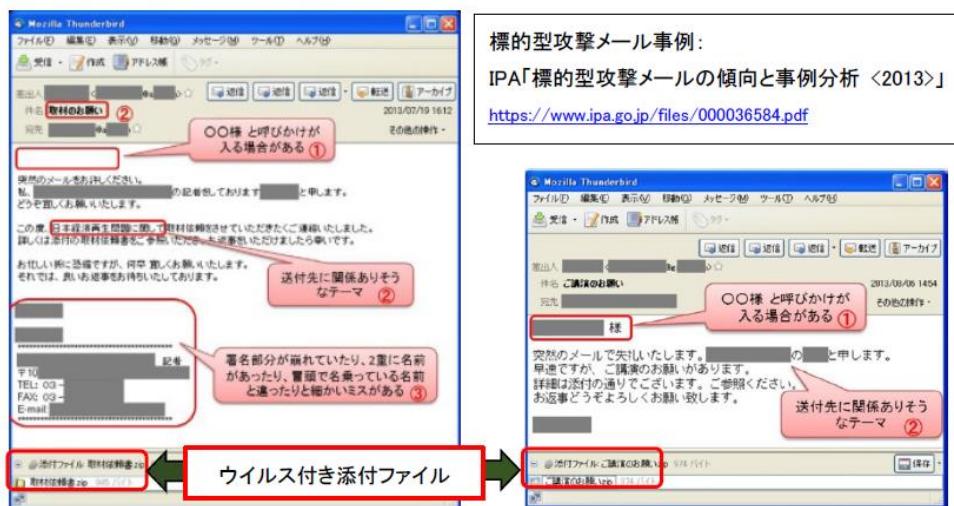 Mozilla Thunderbird
ファイル(F) 編集(E) 表示(V) 移動(G) メッセージ(M) ツール(T) ヘルプ(H)
受信 作成 アドレス帳 タグ
差出人 返信 返信 返信 転送 アーカイブ
件名 取材のお願い ② 2013/07/19 16:12
宛先 その他の操作
〇〇様 と呼びかけが
入る場合がある ①
突然のメールをお許しください。
私、 の記者をしております と申します。
どうぞ宜しくお願いいたします。
この度、日本経済再生問題に関して取材依頼をさせていただきたくご連絡いたしました。
詳しくは添付の取材依頼書をご参照いただき お返事をいただけましたら幸いです。
お忙しい折に恐縮ですが、何卒 宜しくお願いいたします。
それでは、良いお返事をお待ちいたしております。
送付先に関係ありそう
なテーマ ②
記者
〒10
TEL: 03-
FAX: 03-
E-mail:
署名部分が崩れていたり、2重に名前
があったり、冒頭で名乗っている名前
と違ったりと細かいミスがある ③
添付ファイル: 取材依頼書.zip
取材依頼書.zip 945 バイト
ウイルス付き添付ファイル
標的型攻撃メール事例:
IPA「標的型攻撃メールの傾向と事例分析 <2013>」
https://www.ipa.go.jp/files/000036584.pdf
Mozilla Thunderbird
ファイル(F) 編集(E) 表示(V) 移動(G) メッセージ(M) ツール(T) ヘルプ(H)
受信 作成 アドレス帳 タグ
返信 返信 返信 転送 アーカイブ
差出人
件名 ご講演のお願い 2013/08/06 14:54
宛先 その他の操作
〇〇様 と呼びかけが
入る場合がある ①
様
突然のメールで失礼いたします。 の と申します。
早速ですが、ご講演のお願いがあります。
詳細は添付の通りでございます。ご参照ください。
お返事どうぞよろしくお願い致します。
送付先に関係ありそう
なテーマ ②
添付ファイル: ご講演のお願い.zip 974 バイト 保存
ご講演のお願い.zip 974 バイト